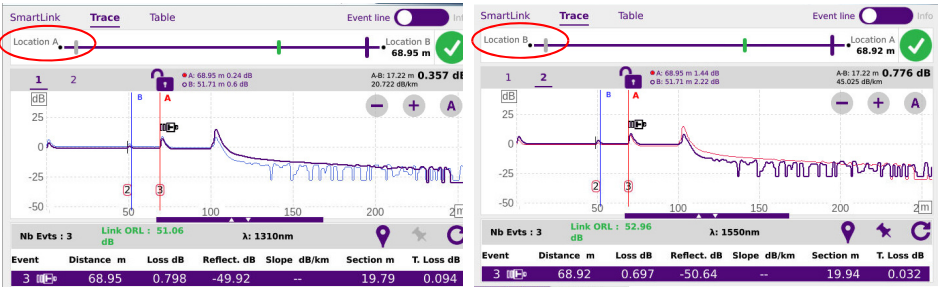 SmartLink Trace Table Event line Info
Location A Location B
68.95 m
1 2 A: 68.95 m 0.24 dB A-B: 17.22 m 0.357 dB
B: 51.71 m 0.6 dB 20.722 dB/km
dB B A
− + A
25
0
-25
2 3
-50
50 100 150 200 m
Nb Evts : 3 Link ORL : 51.06 dB λ: 1310nm
Event Distance m Loss dB Reflect. dB Slope dB/km Section m T. Loss dB
3 68.95 0.798 -49.92 -- 19.79 0.094
SmartLink Trace Table Event line Info
Location B Location A
68.92 m
1 2 A: 68.95 m 1.44 dB A-B: 17.22 m 0.776 dB
B: 51.71 m 2.22 dB 45.025 dB/km
dB B A
− + A
25
0
-25
2 3
-50
50 100 150 200 m
Nb Evts : 3 Link ORL : 52.96 dB λ: 1550nm
Event Distance m Loss dB Reflect. dB Slope dB/km Section m T. Loss dB
3 68.92 0.697 -50.64 -- 19.94 0.032